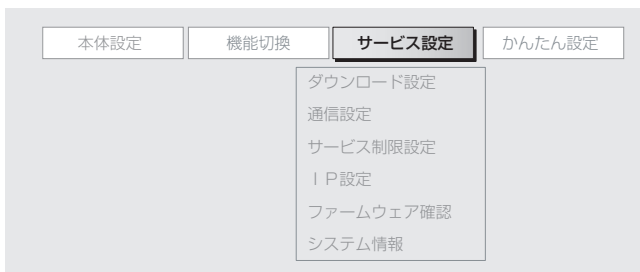 本体設定 機能切換 サービス設定 かんたん設定
ダウンロード設定
通信設定
サービス制限設定
ＩＰ設定
ファームウェア確認
システム情報